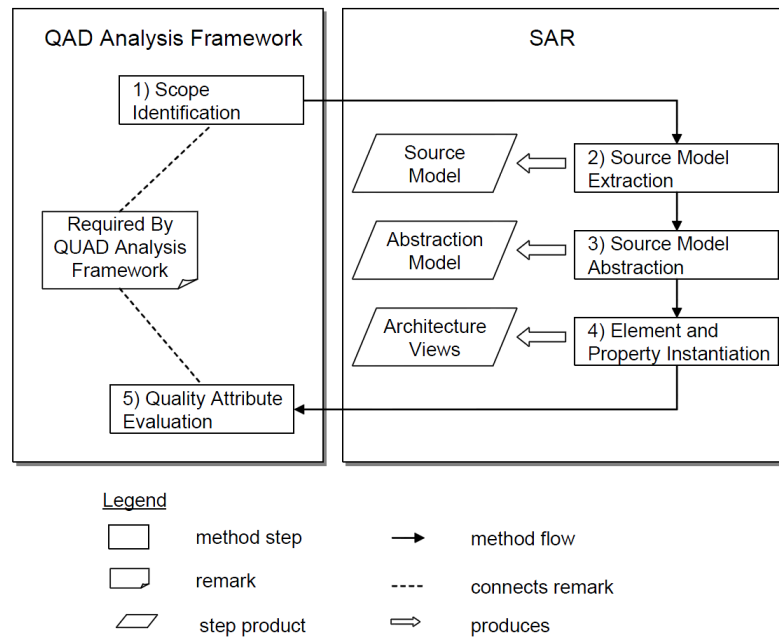 QAD Analysis Framework
SAR
1) Scope
Identification
Source
Model
2) Source Model
Extraction
Required By
QUAD Analysis
Framework
Abstraction
Model
3) Source Model
Abstraction
Architecture
Views
4) Element and
Property Instantiation
5) Quality Attribute
Evaluation
Legend
method step
method flow
remark
connects remark
step product
produces